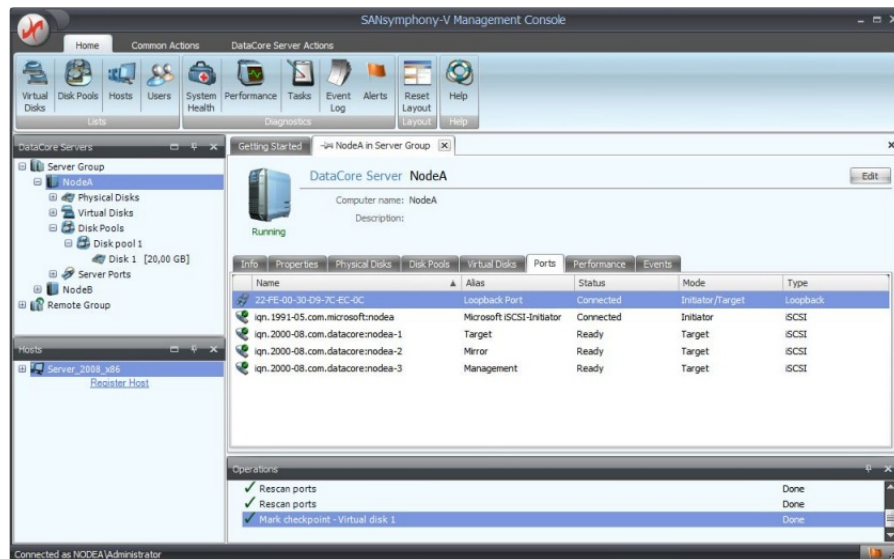 SANsymphony-V Management Console
Home Common Actions DataCore Server Actions
Virtual Disks Disk Pools Hosts Users System Health Performance Tasks Event Log Alerts Reset Layout Help
Lists Diagnostics Layout Help
DataCore Servers
Server Group
NodeA
Physical Disks
Virtual Disks
Disk Pools
Disk pool 1
Disk 1 [20,00 GB]
Server Ports
NodeB
Remote Group
Hosts
Server_2008_x86
Register Host
Getting Started NodeA in Server Group
DataCore Server NodeA Edit
Computer name: NodeA
Description:
Running
Info Properties Physical Disks Disk Pools Virtual Disks Ports Performance Events
Name Alias Status Mode Type
22-FE-00-30-D9-7C-EC-0C Loopback Port Connected Initiator/Target Loopback
iqn.1991-05.com.microsoft:nodea Microsoft iSCSI-Initiator Connected Initiator iSCSI
iqn.2000-08.com.datacore:nodea-1 Target Ready Target iSCSI
iqn.2000-08.com.datacore:nodea-2 Mirror Ready Target iSCSI
iqn.2000-08.com.datacore:nodea-3 Management Ready Target iSCSI
Operations
Rescan ports Done
Rescan ports Done
Mark checkpoint - Virtual disk 1 Done
Connected as NODEA\Administrator